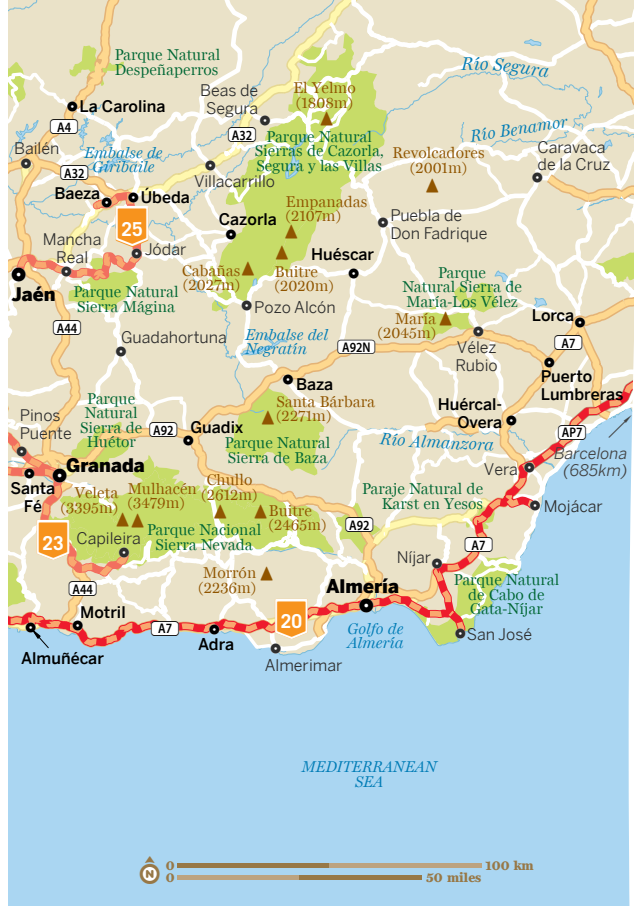 Parque Natural
Despeñaperros
Río Segura
El Yelmo
(1808m)
Beas de
Segura
La Carolina
A4
A32
Río Benamor
Bailén
Embalse de
Giribaile
Parque Natural
Sierras de Cazorla,
Segura y las Villas
Revolcadores
(2001m)
Caravaca
de la Cruz
A32
Villacarrillo
Baeza
Úbeda
Empanadas
(2107m)
25
Cazorla
Puebla de
Don Fadrique
Mancha
Real
Jódar
Huéscar
Cabañas
(2027m)
Buitre
(2020m)
Jaén
Parque Natural
Sierra Mágina
Parque
Natural Sierra de
María-Los Vélez
Pozo Alcón
María
(2045m)
Lorca
A44
Guadahortuna
Embalse del
Negratín
A92N
Vélez
Rubio
A7
Baza
Puerto
Lumbreras
Parque
Natural
Sierra de
Huétor
Santa Bárbara
(2271m)
Huércal-
Overa
Pinos
Puente
A92
Guadix
Parque Natural
Sierra de Baza
Río Almanzora
AP7
Barcelona
(685km)
Granada
Vera
Santa
Fé
Veleta
(3395m)
Mulhacén
(3479m)
Chullo
(2612m)
Buitre
(2465m)
Paraje Natural de
Karst en Yesos
Mojácar
Parque Nacional
Sierra Nevada
A92
23
Capileira
A7
Níjar
Morrón
(2236m)
Almería
Parque Natural
de Cabo de
Gata-Níjar
A44
Motril
A7
20
Almuñécar
Adra
Golfo de
Almería
San José
Almerimar
MEDITERRANEAN
SEA
N
0
100 km
0
50 miles